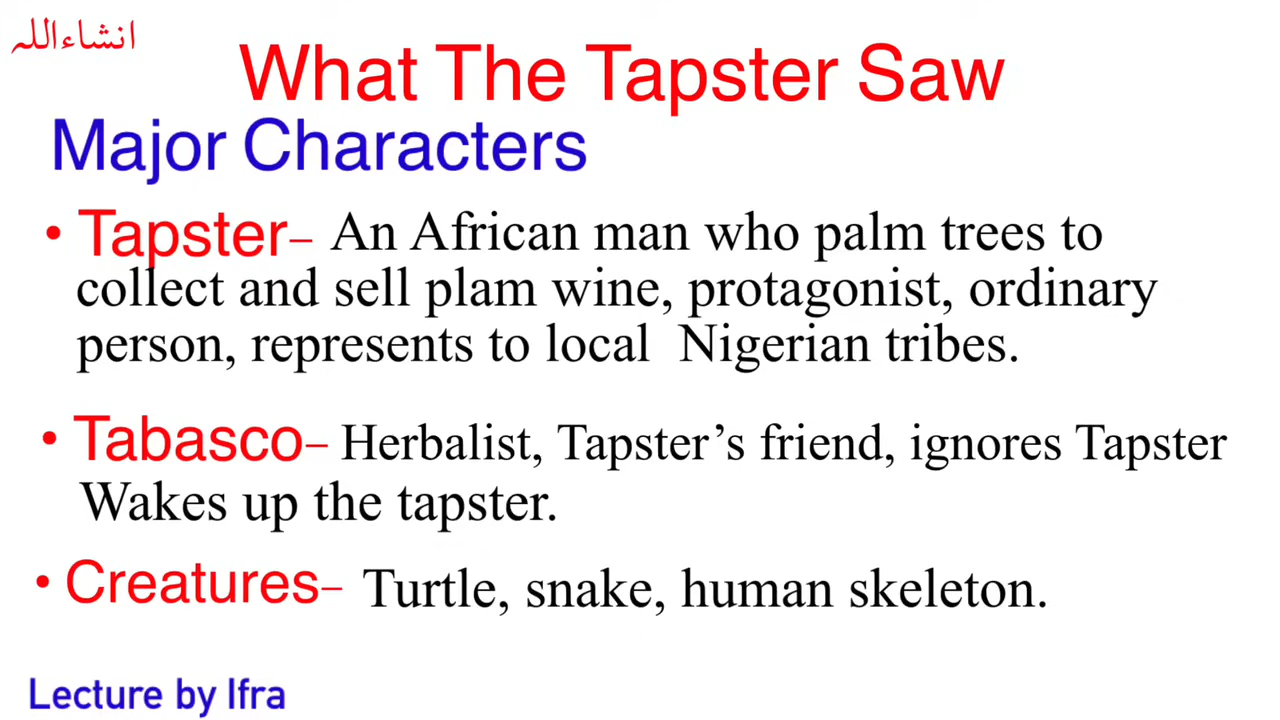 انشاءالله
What The Tapster Saw
Major Characters
• Tapster– An African man who palm trees to
collect and sell plam wine, protagonist, ordinary
person, represents to local Nigerian tribes.
• Tabasco– Herbalist, Tapster’s friend, ignores Tapster
Wakes up the tapster.
• Creatures– Turtle, snake, human skeleton.
Lecture by Ifra